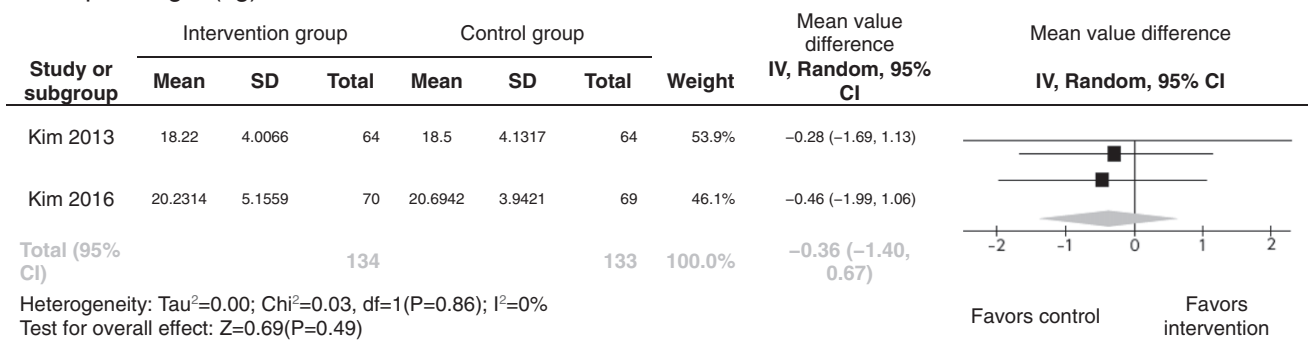 Intervention group Control group Mean value difference Mean value difference
Study or subgroup Mean SD Total Mean SD Total Weight IV, Random, 95% CI IV, Random, 95% CI
Kim 2013 18.22 4.0066 64 18.5 4.1317 64 53.9% −0.28 (−1.69, 1.13)
Kim 2016 20.2314 5.1559 70 20.6942 3.9421 69 46.1% −0.46 (−1.99, 1.06)
Total (95% CI) 134 133 100.0% −0.36 (−1.40, 0.67)
-2 -1 0 1 2
Heterogeneity: Tau²=0.00; Chi²=0.03, df=1(P=0.86); I²=0%
Test for overall effect: Z=0.69(P=0.49)
Favors control Favors intervention